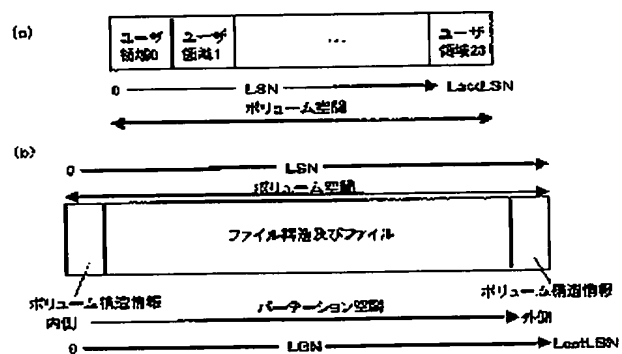 (a)
ユーザ
領域0
ユーザ
領域1
...
ユーザ
領域23
0 LSN LastLSN
ボリューム空間
(b)
0 LSN
ボリューム空間
ファイル構造及びファイル
ボリューム構造情報
ボリューム構造情報
パーテーション空間
内側
外側
0 LSN LastLSN